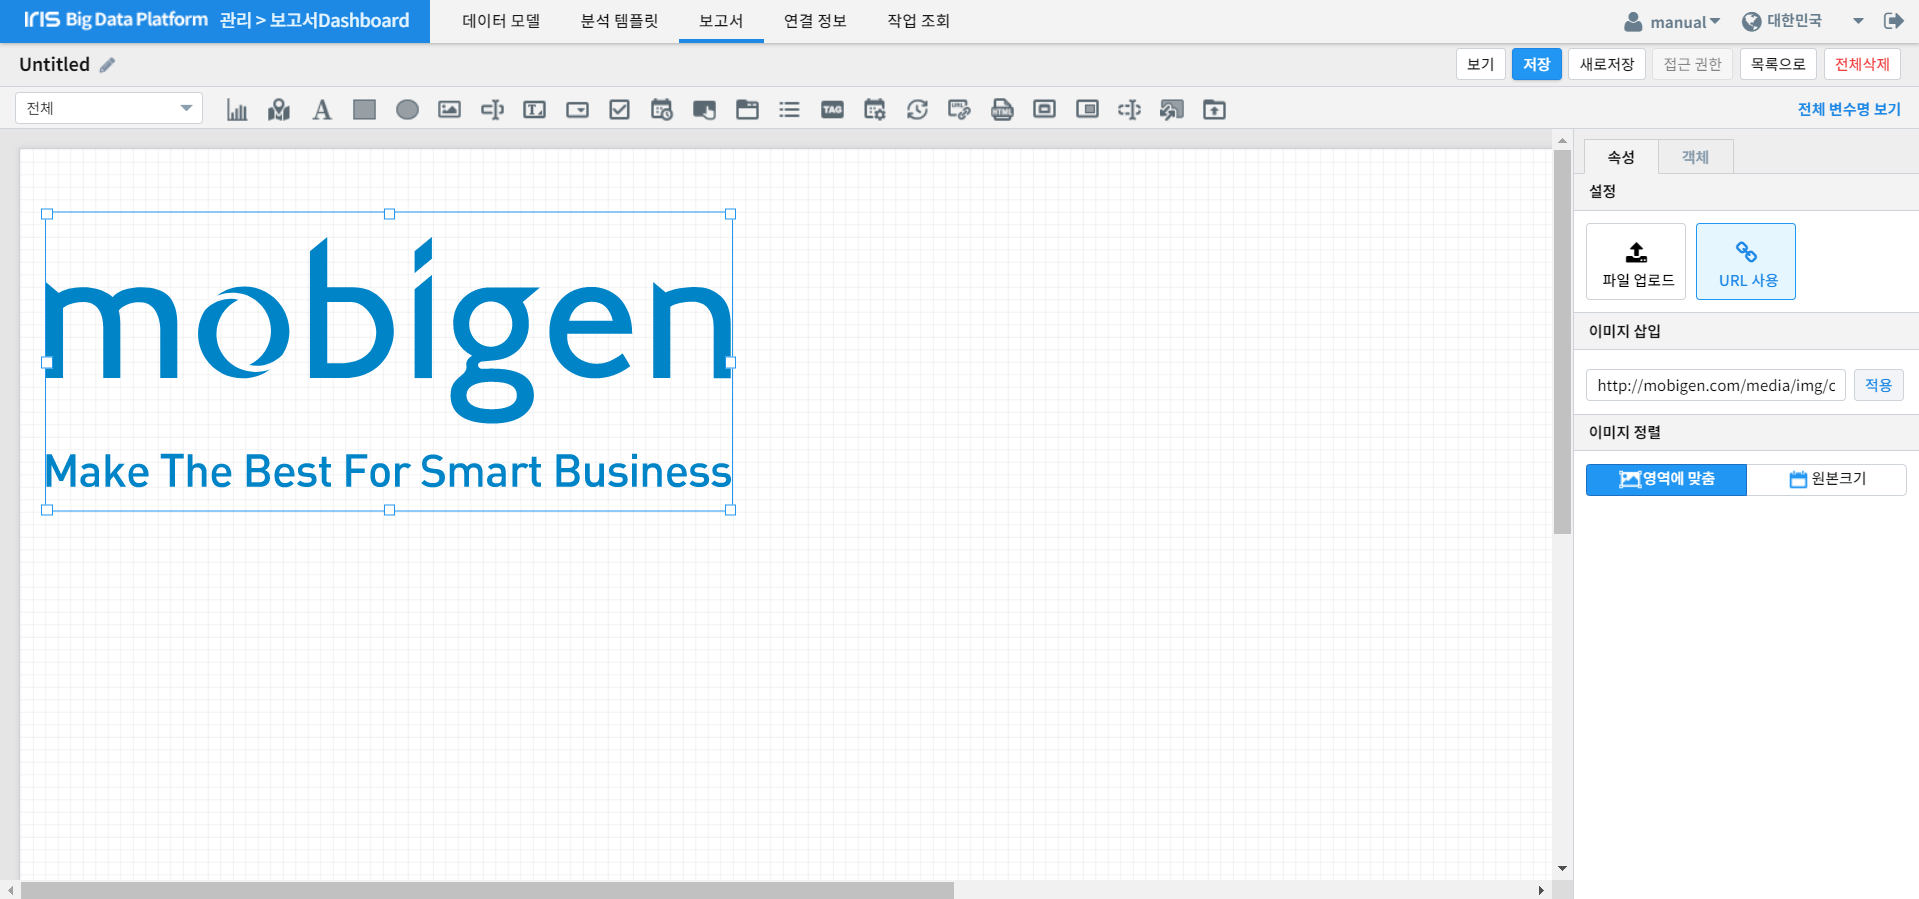 IRIS Big Data Platform 관리 > 보고서Dashboard 데이터 모델 분석 템플릿 보고서 연결 정보 작업 조회 manual 대한민국
Untitled 보기 저장 새로저장 접근 권한 목록으로 전체삭제
전체 A T TAG URL HTML 전체 변수명 보기
속성 객체
설정
파일 업로드 URL 사용
이미지 삽입
http://mobigen.com/media/img/c 적용
이미지 정렬
영역에 맞춤 원본크기
mobigen
Make The Best For Smart Business